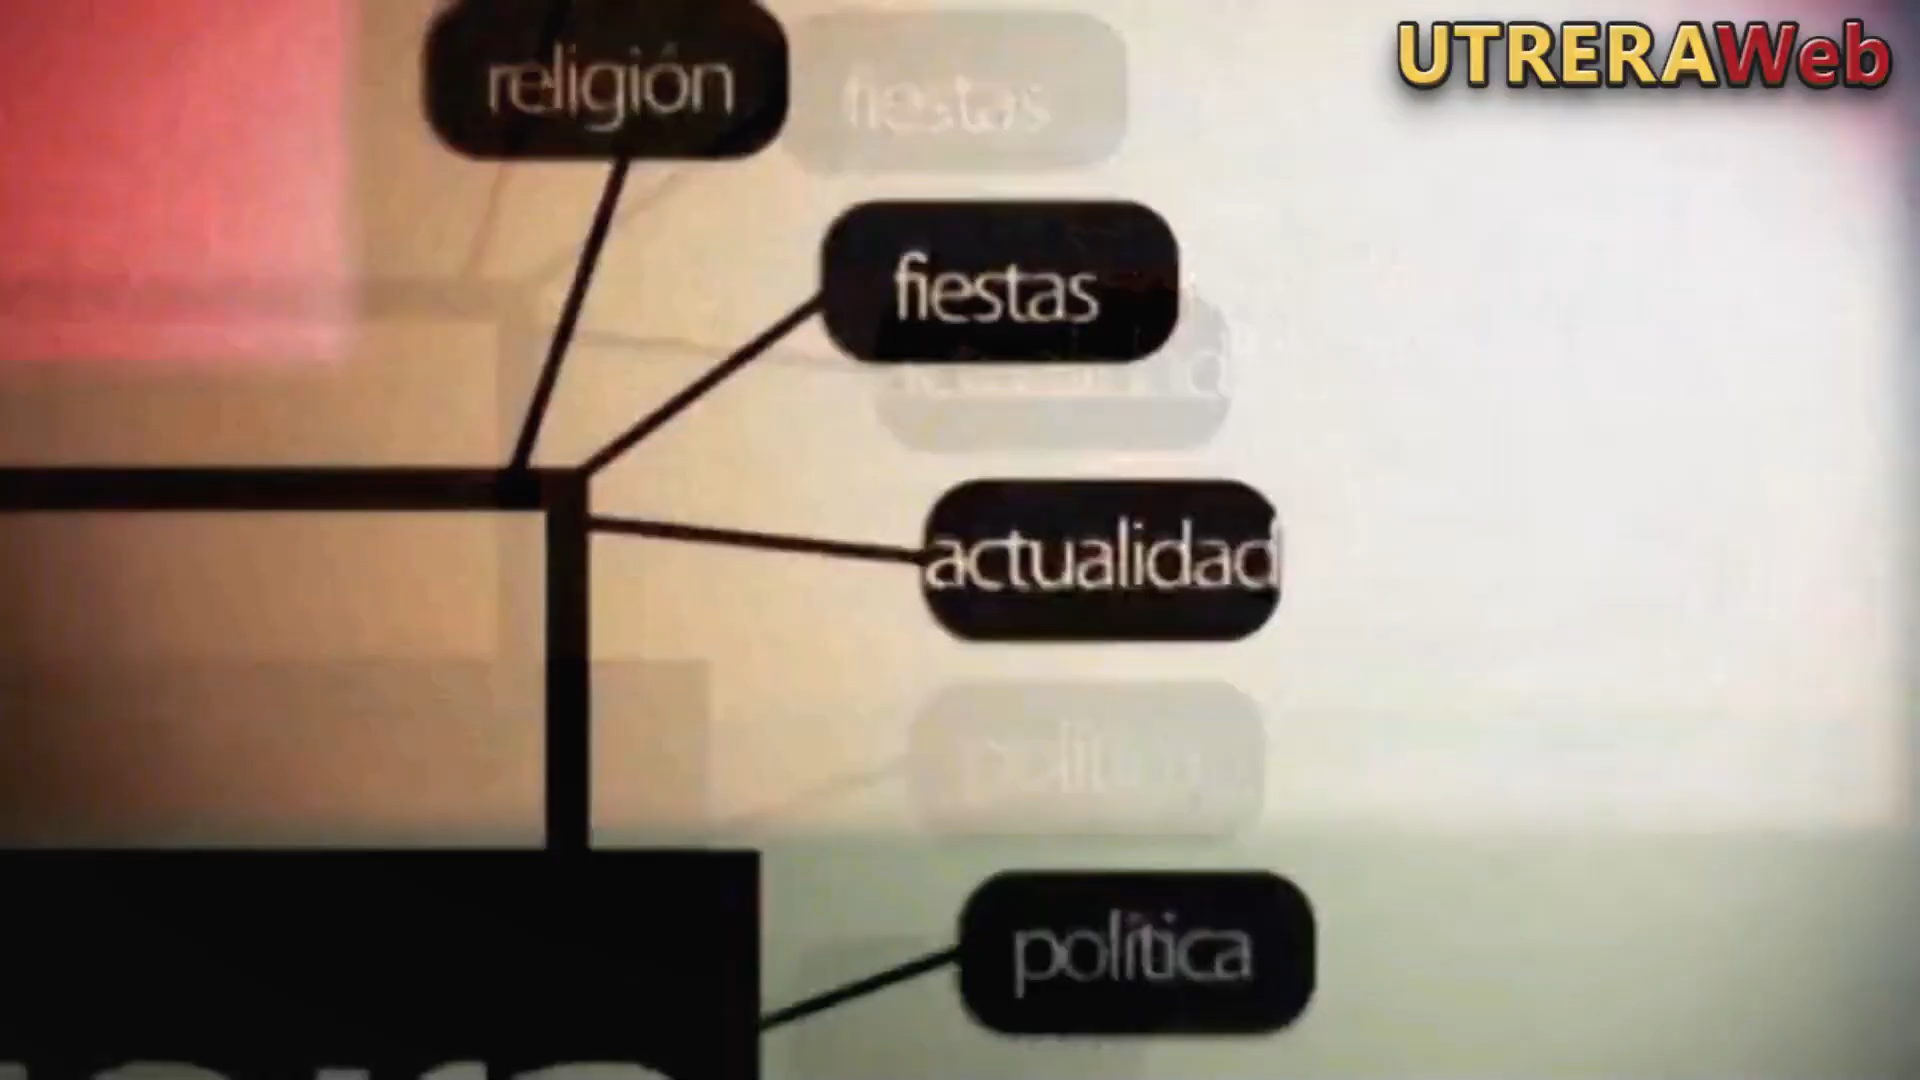 UTRERAWeb
religión
fiestas
fiestas
actualidad
política